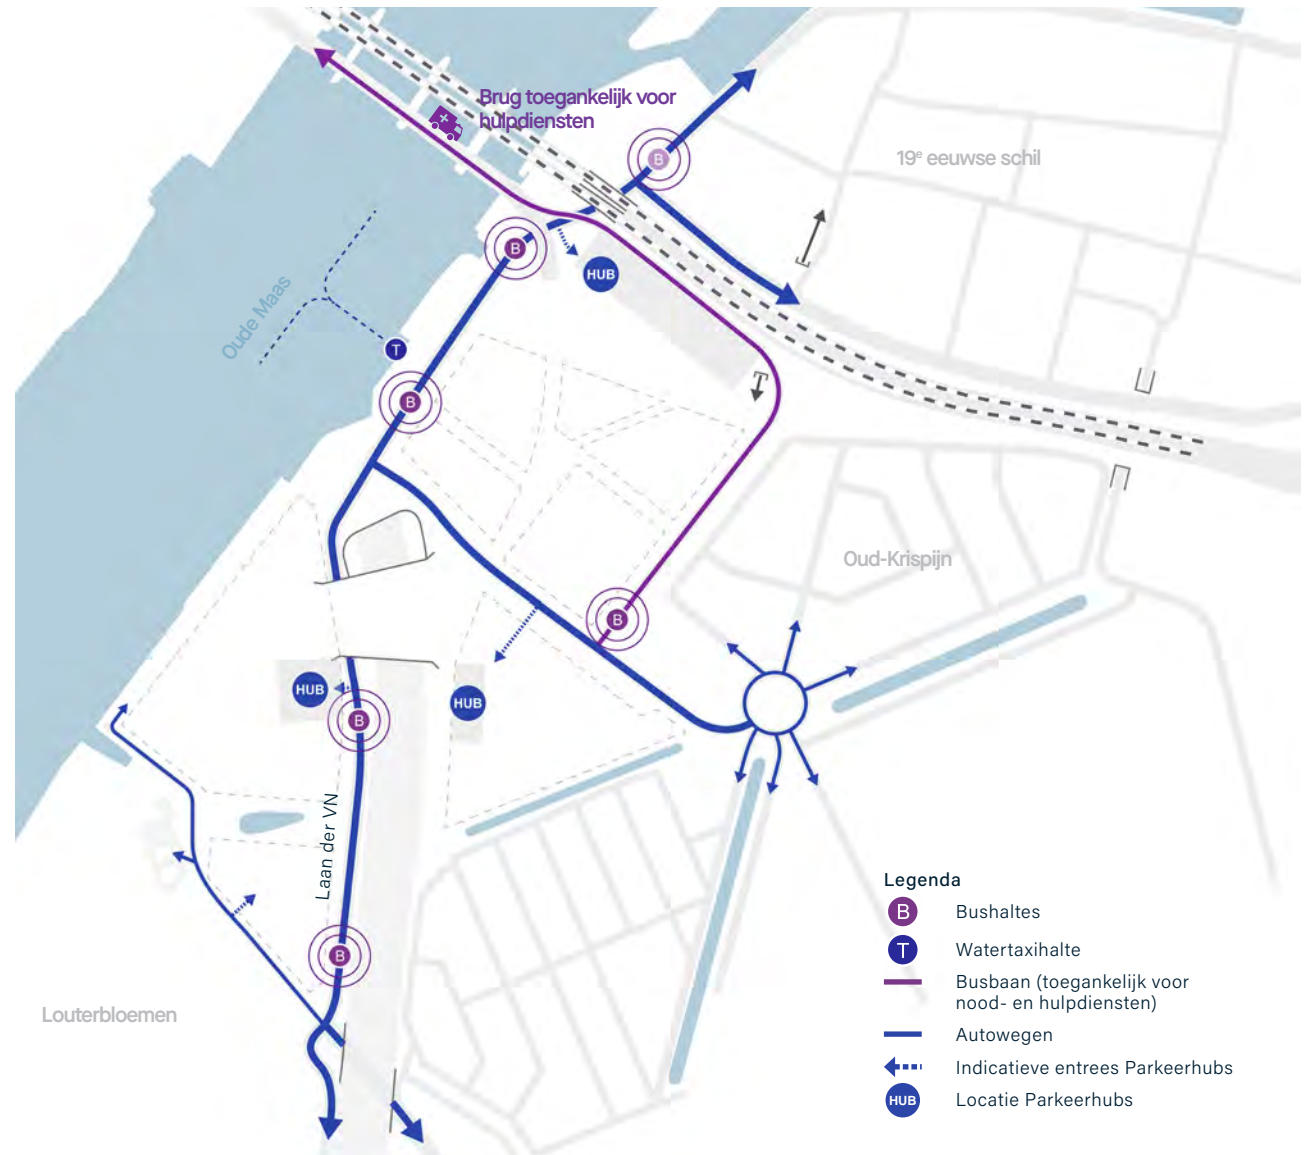 Brug toegankelijk voor
hulpdiensten
B
19e eeuwse schil
B
HUB
Oude Maas
T
B
Oud-Krispijn
B
HUB
HUB
B
Laan der VN
B
Louterbloemen
Legenda
B Bushaltes
T Watertaxihalte
Busbaan (toegankelijk voor
nood- en hulpdiensten)
Autowegen
Indicatieve entrees Parkeerhubs
HUB Locatie Parkeerhubs